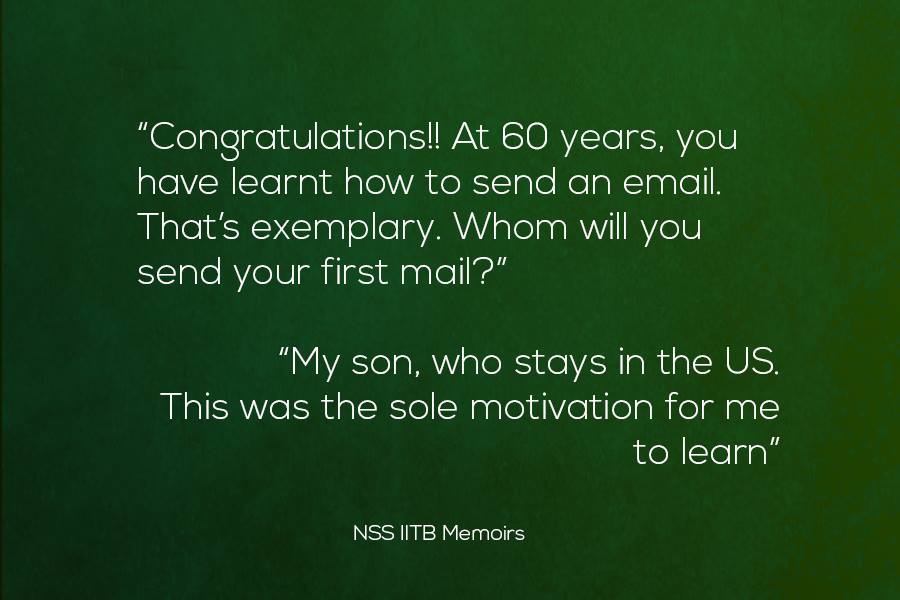 “Congratulations!! At 60 years, you
have learnt how to send an email.
That’s exemplary. Whom will you
send your first mail?”
“My son, who stays in the US.
This was the sole motivation for me
to learn”
NSS IITB Memoirs